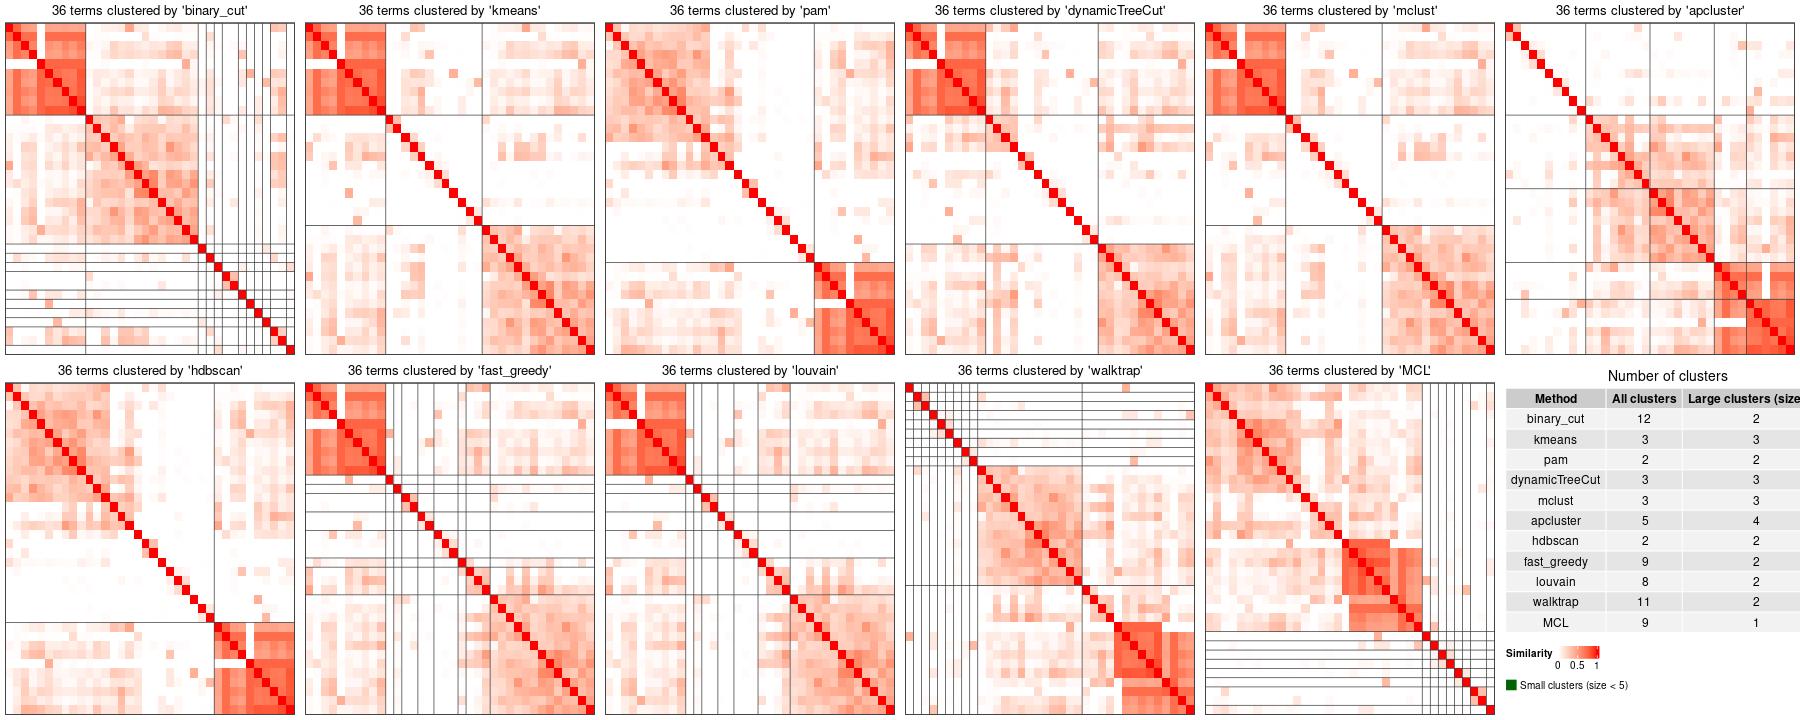 36 terms clustered by 'binary_cut'
36 terms clustered by 'kmeans'
36 terms clustered by 'pam'
36 terms clustered by 'dynamicTreeCut'
36 terms clustered by 'mclust'
36 terms clustered by 'apcluster'
36 terms clustered by 'hdbscan'
36 terms clustered by 'fast_greedy'
36 terms clustered by 'louvain'
36 terms clustered by 'walktrap'
36 terms clustered by 'MCL'
Number of clusters
Method All clusters Large clusters (size
binary_cut 12 2
kmeans 3 3
pam 2 2
dynamicTreeCut 3 3
mclust 3 3
apcluster 5 4
hdbscan 2 2
fast_greedy 9 2
louvain 8 2
walktrap 11 2
MCL 9 1
Similarity
0 0.5 1
Small clusters (size < 5)